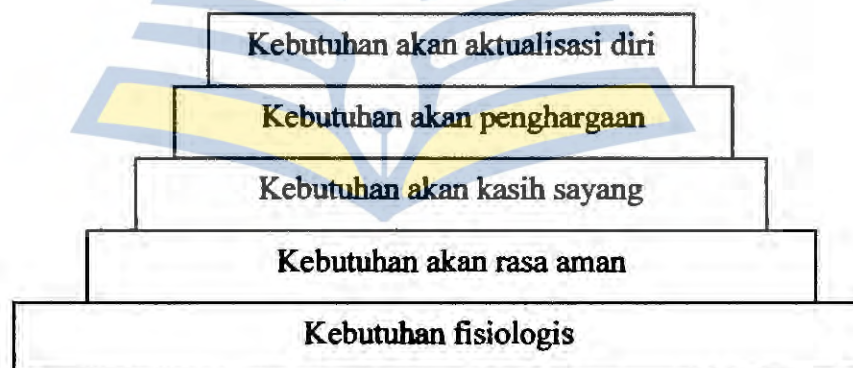 Kebutuhan akan aktualisasi diri
Kebutuhan akan penghargaan
Kebutuhan akan kasih sayang
Kebutuhan akan rasa aman
Kebutuhan fisiologis